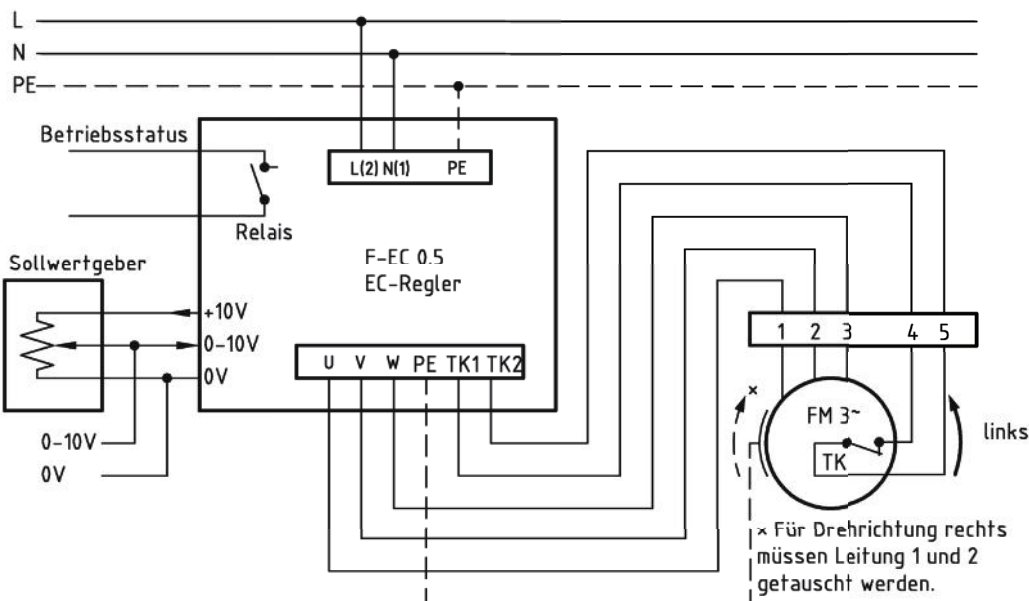 L
N
PE
Betriebsstatus
L(2) N(1) PE
Relais
F-EC 0.5
EC-Regler
Sollwertgeber
+10V
0-10V
0V
U V W PE TK1 TK2
0-10V
0V
1 2 3 4 5
×
FM 3~
TK
links
× Für Drehrichtung rechts
müssen Leitung 1 und 2
getauscht werden.